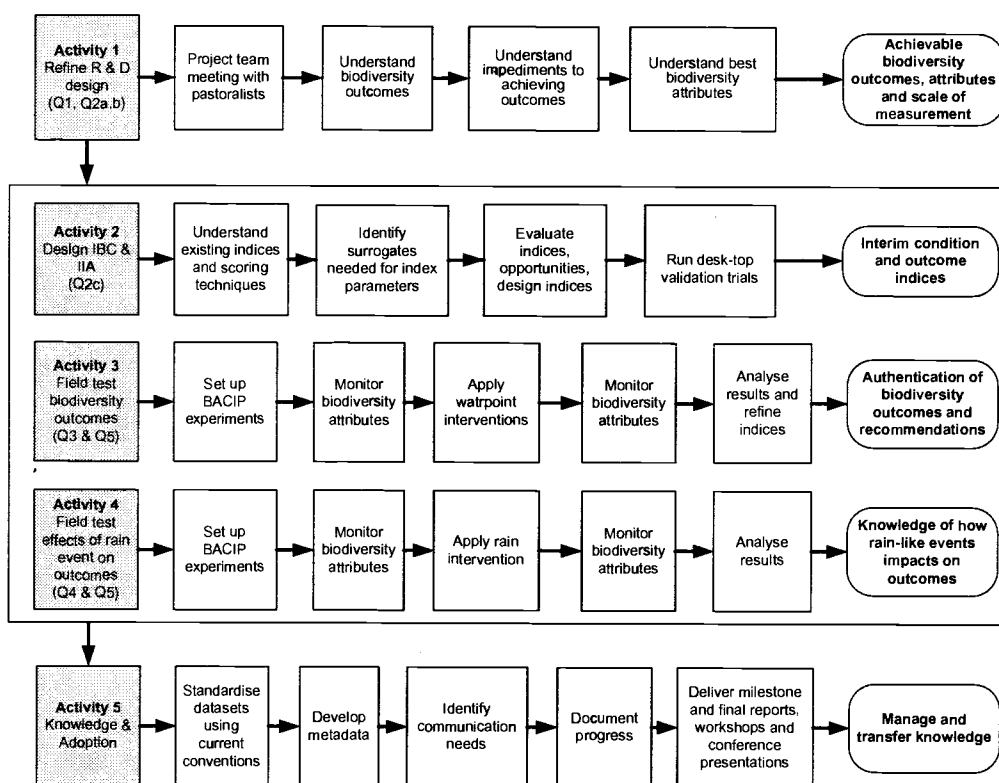 Activity 1
Refine R & D
design
(Q1, Q2a,b)
Project team
meeting with
pastoralists
Understand
biodiversity
outcomes
Understand
impediments to
achieving
outcomes
Understand best
biodiversity
attributes
Achievable
biodiversity
outcomes, attributes
and scale of
measurement
Activity 2
Design IBC &
IIA
(Q2c)
Understand
existing indices
and scoring
techniques
Identify
surrogates
needed for index
parameters
Evaluate
indices,
opportunities,
design indices
Run desk-top
validation trials
Interim condition
and outcome
indices
Activity 3
Field test
biodiversity
outcomes
(Q3 & Q5)
Set up
BACIP
experiments
Monitor
biodiversity
attributes
Apply
watrpoint
interventions
Monitor
biodiversity
attributes
Analyse
results and
refine
indices
Authentication of
biodiversity
outcomes and
recommendations
Activity 4
Field test
effects of rain
event on
outcomes
(Q4 & Q5)
Set up
BACIP
experiments
Monitor
biodiversity
attributes
Apply rain
intervention
Monitor
biodiversity
attributes
Analyse
results
Knowledge of how
rain-like events
impacts on
outcomes
Activity 5
Knowledge &
Adoption
Standardise
datasets
using
current
conventions
Develop
metadata
Identify
communication
needs
Document
progress
Deliver milestone
and final reports,
workshops and
conference
presentations
Manage and
transfer knowledge